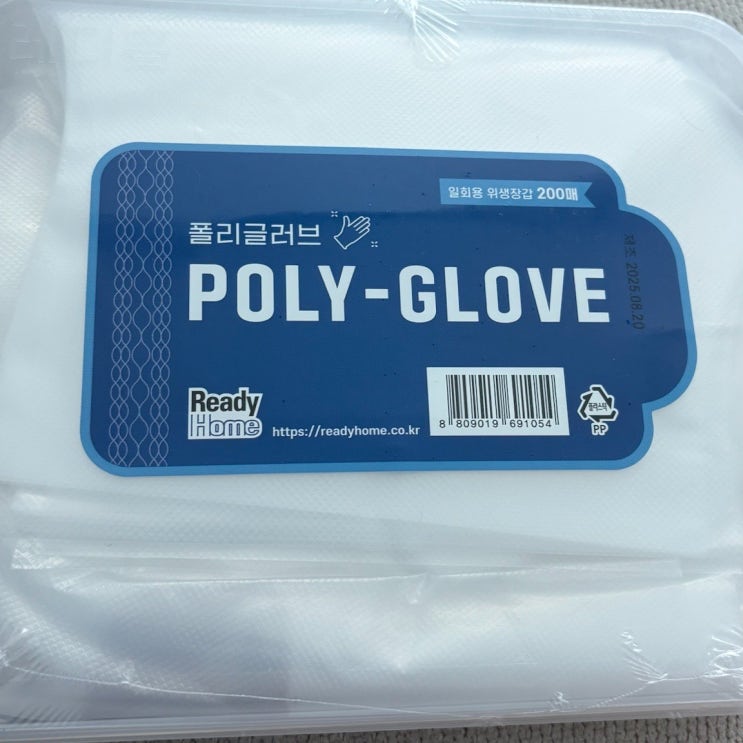 일회용 위생장갑 200매
폴리글러브
POLY-GLOVE
제조 2025.08.20
Ready
Home
https://readyhome.co.kr
8 809019 691054
플라스틱
PP